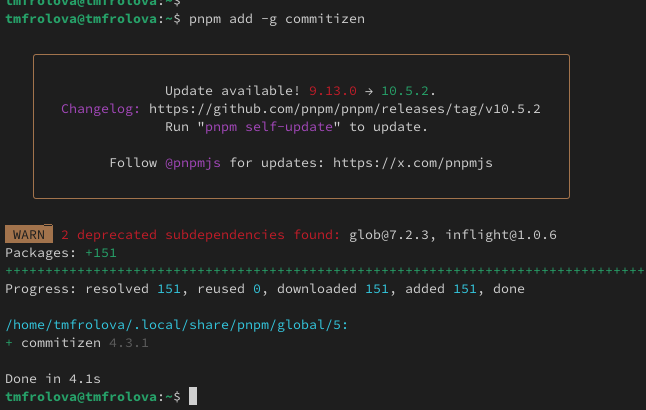 tmfrolova@tmfrolova:~$
tmfrolova@tmfrolova:~$ pnpm add -g commitizen
Update available! 9.13.0 → 10.5.2.
Changelog: https://github.com/pnpm/pnpm/releases/tag/v10.5.2
Run "pnpm self-update" to update.
Follow @pnpmjs for updates: https://x.com/pnpmjs
WARN 2 deprecated subdependencies found: glob@7.2.3, inflight@1.0.6
Packages: +151
++++++++++++++++++++++++++++++++++++++++++++++++++++++++++++++++++++++++++++++++
Progress: resolved 151, reused 0, downloaded 151, added 151, done
/home/tmfrolova/.local/share/pnpm/global/5:
+ commitizen 4.3.1
Done in 4.1s
tmfrolova@tmfrolova:~$